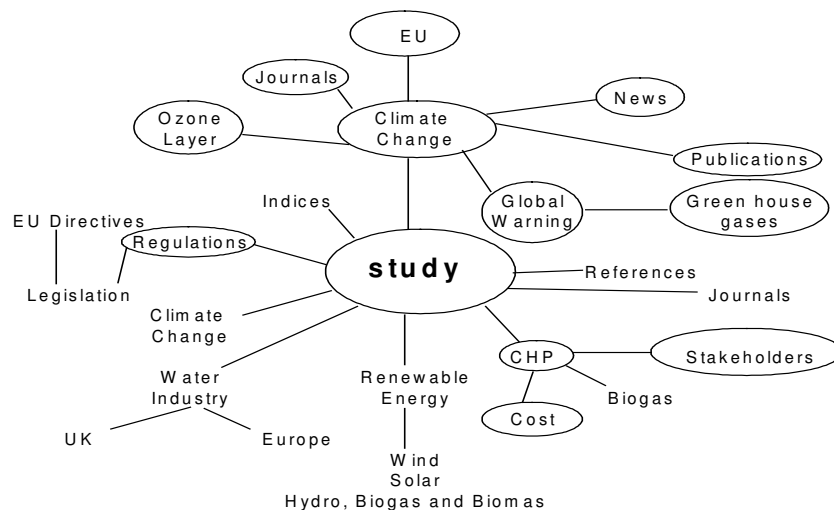 EU
Journals
News
Ozone
Layer
Climate
Change
Publications
Indices
Global
Warning
Green house
gases
EU Directives
Regulations
study
References
Legislation
Journals
Climate
Change
CHP
Stakeholders
Water
Industry
Renewable
Energy
Biogas
Cost
UK
Europe
Wind
Solar
Hydro, Biogas and Biomas